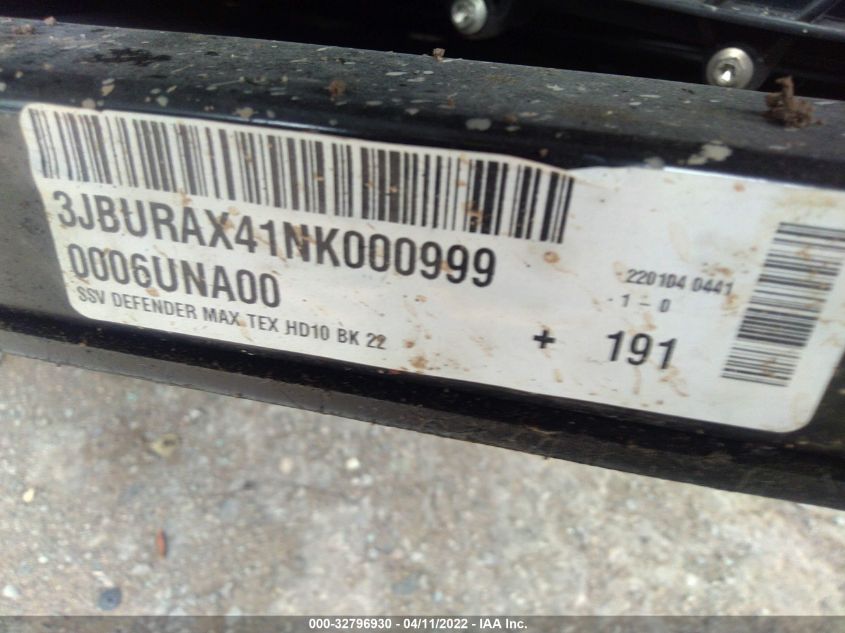 3JBURAX41NK000999
0006UNA00
SSV DEFENDER MAX TEX HD10 BK 22
220104 0441
- 1 - 0
+ 191
000-32796930 - 04/11/2022 - IAA Inc.